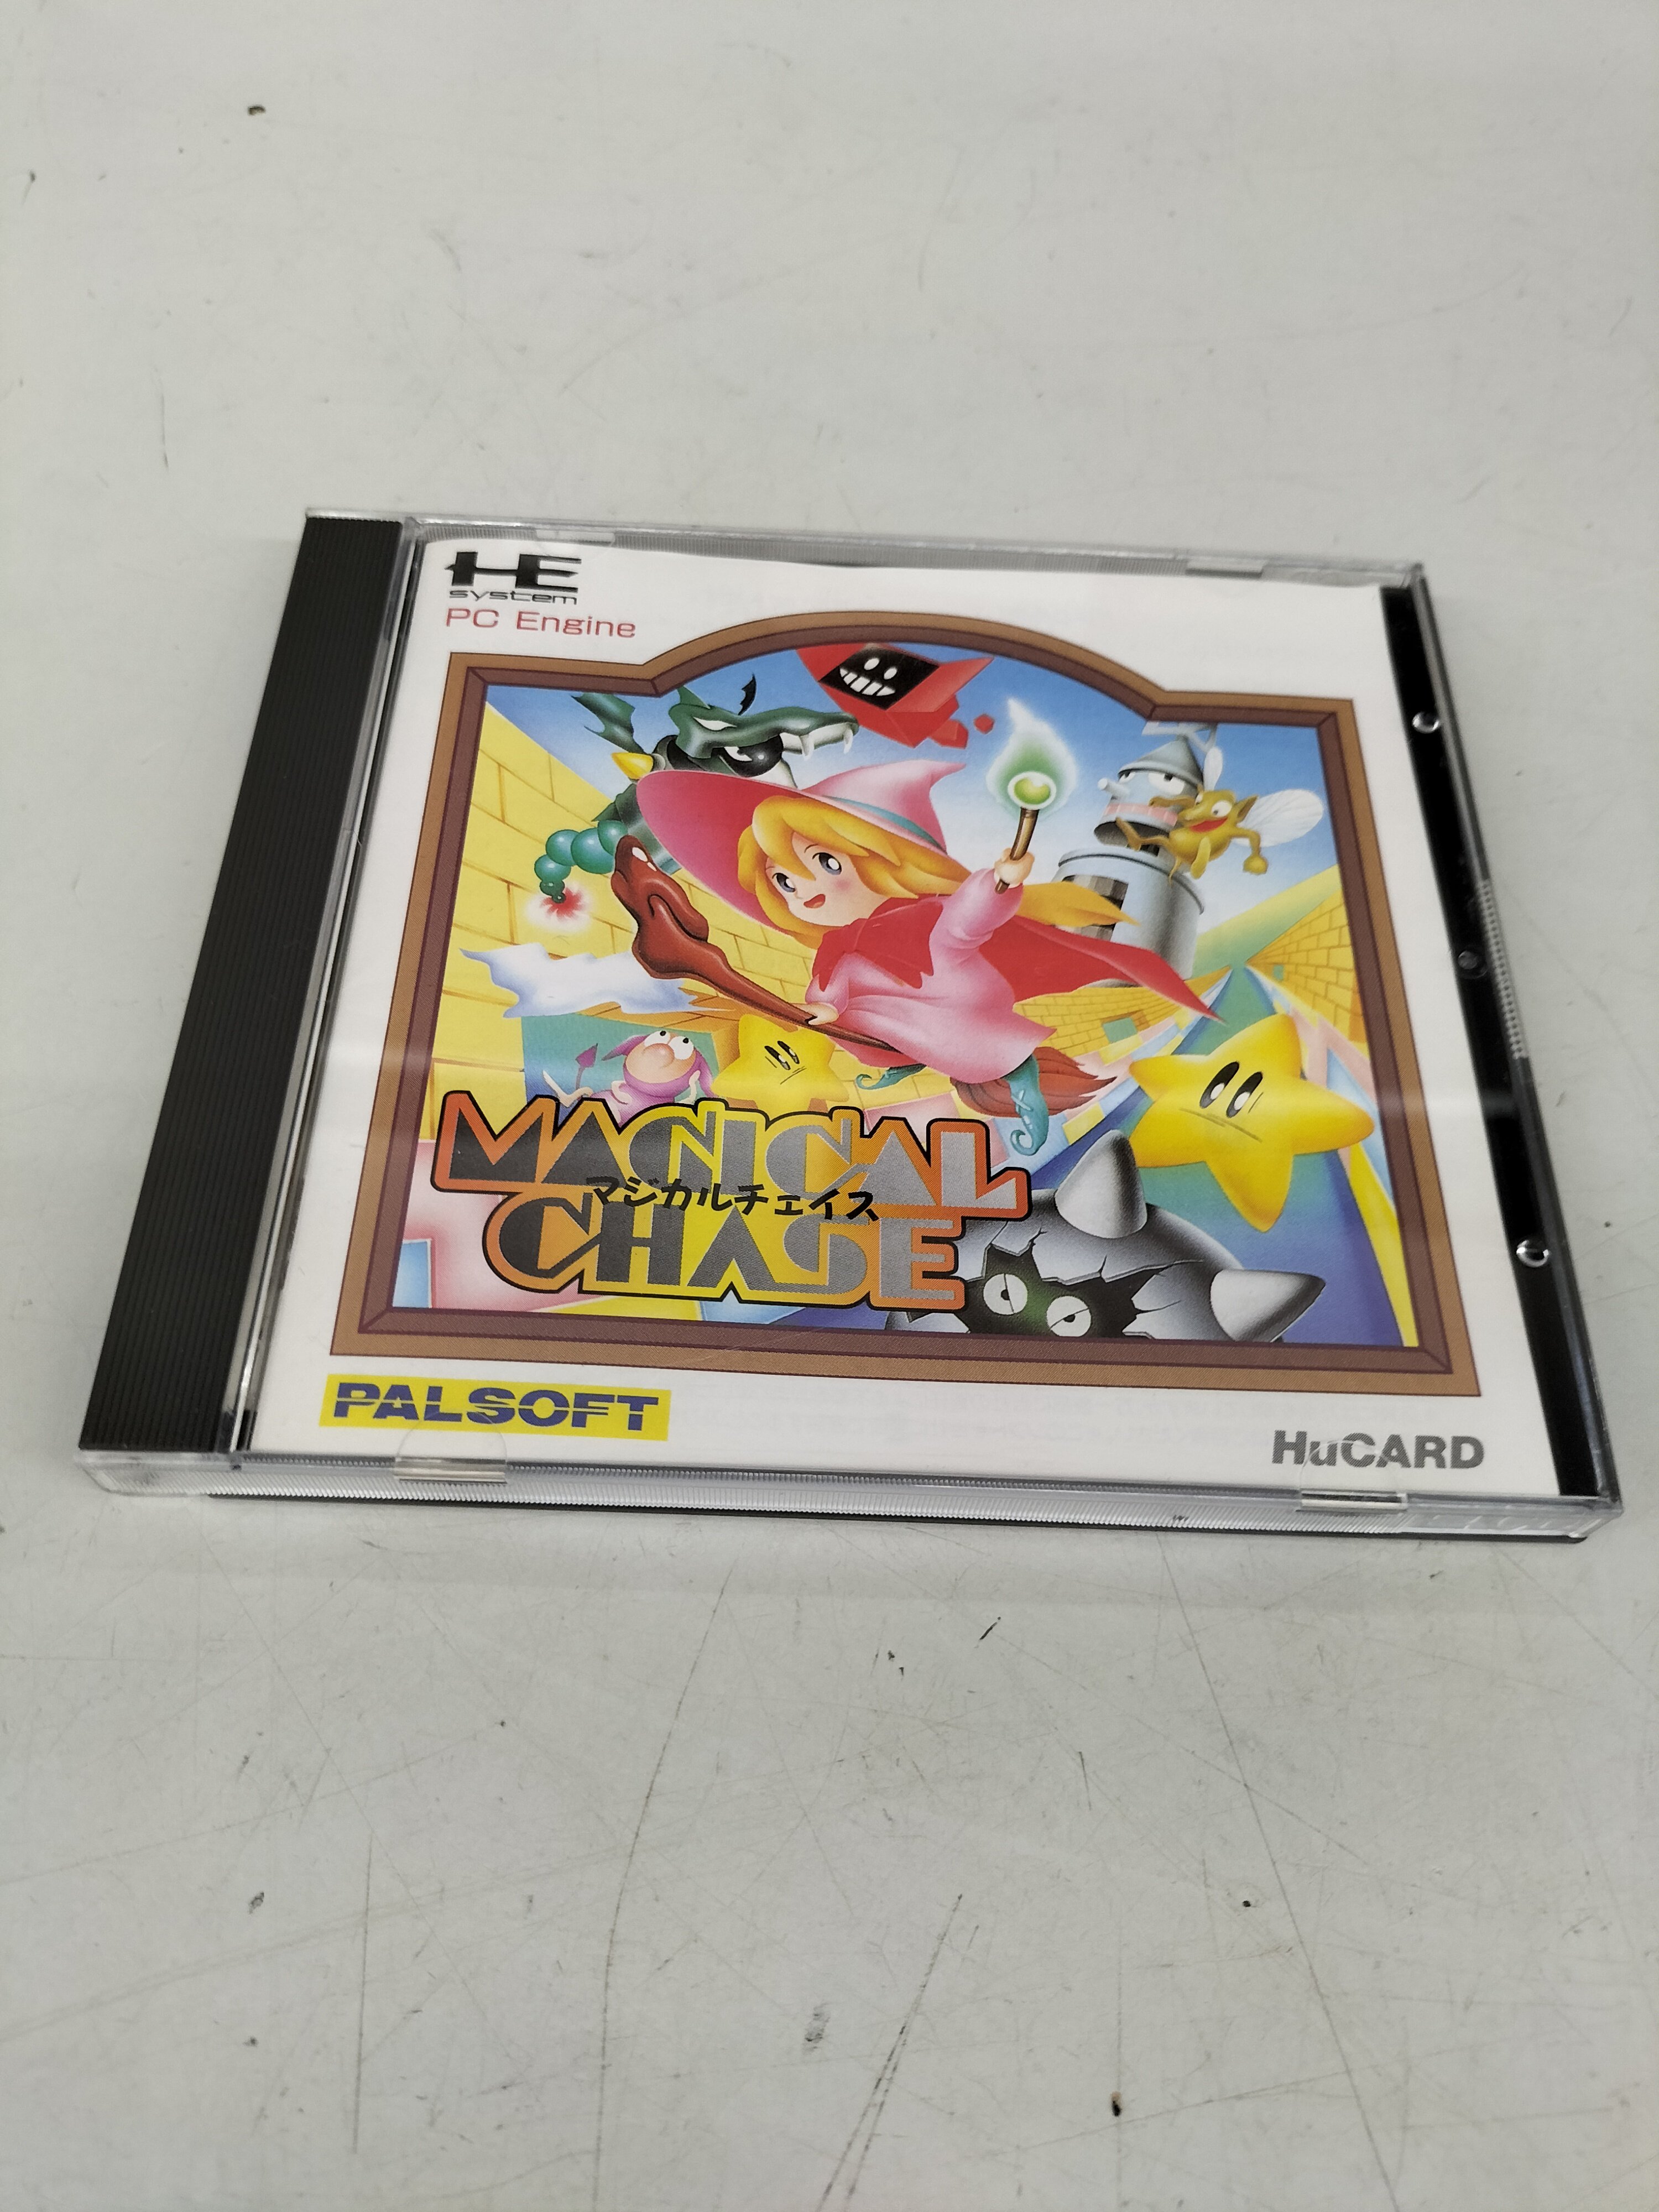 HE
system
PC Engine
MAGICAL
マジカルチェイス
CHASE
PALSOFT
HuCARD